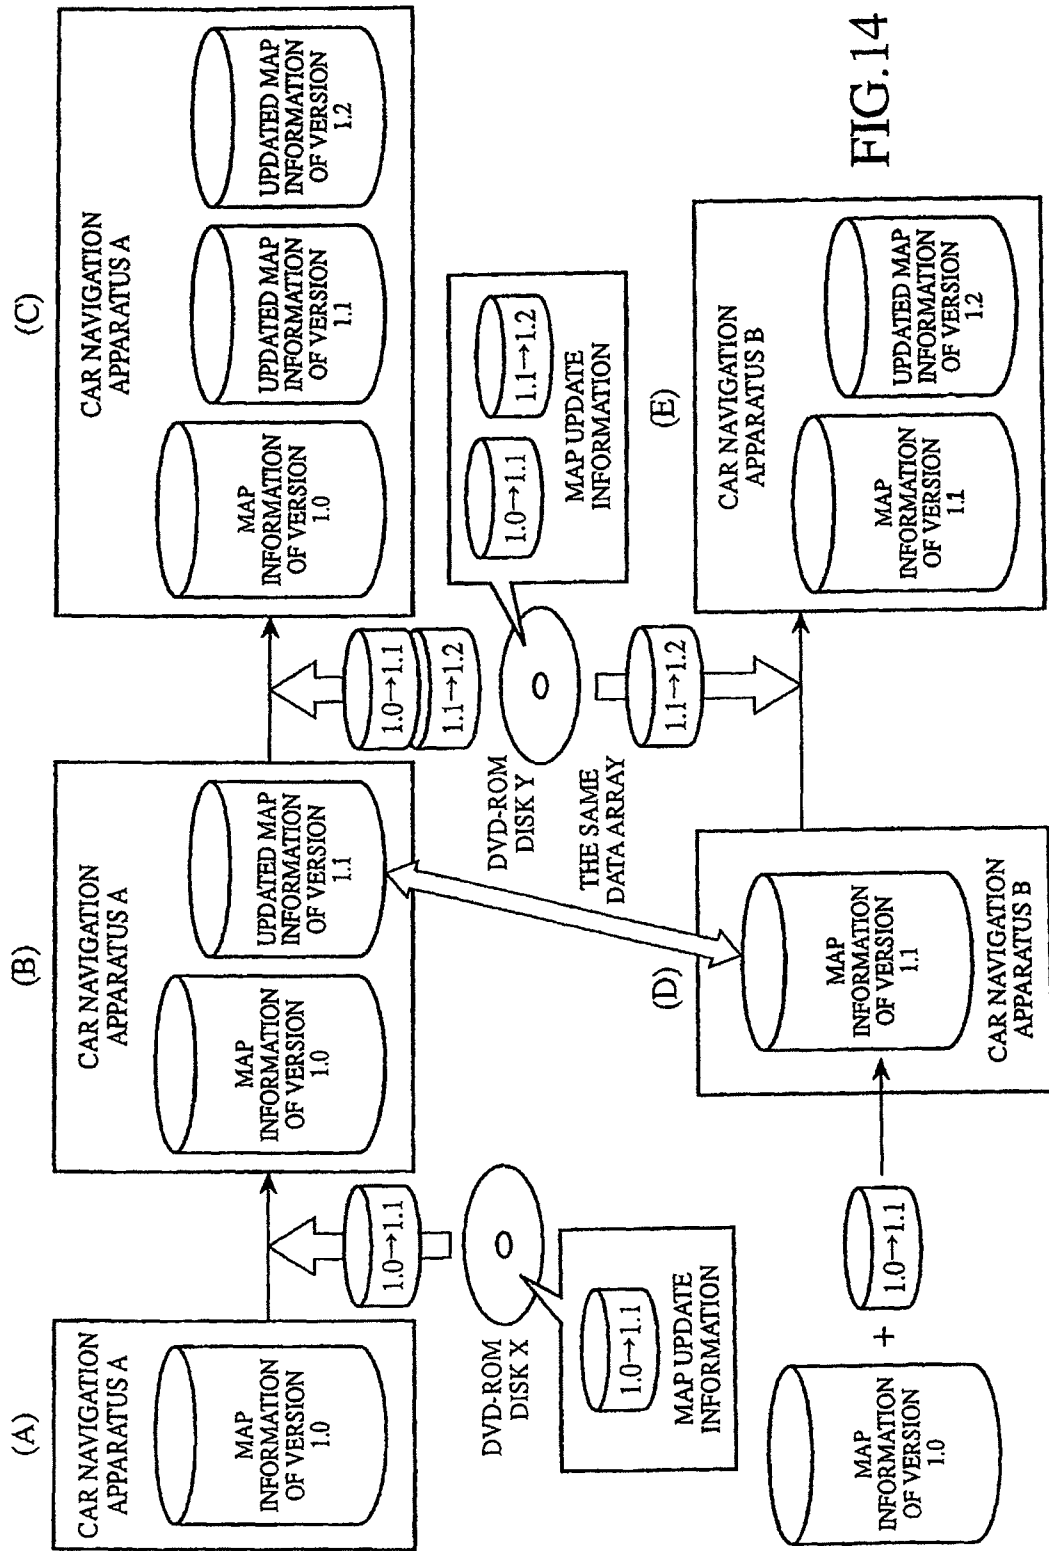 (A)
CAR NAVIGATION
APPARATUS A
MAP
INFORMATION
OF VERSION
1.0
1.0→1.1
DVD-ROM
DISK X
1.0→1.1
MAP UPDATE
INFORMATION
(B)
CAR NAVIGATION
APPARATUS A
MAP
INFORMATION
OF VERSION
1.0
UPDATED MAP
INFORMATION
OF VERSION
1.1
1.0→1.1
1.1→1.2
DVD-ROM
DISK Y
1.0→1.1
1.1→1.2
MAP UPDATE
INFORMATION
(C)
CAR NAVIGATION
APPARATUS A
MAP
INFORMATION
OF VERSION
1.0
UPDATED MAP
INFORMATION
OF VERSION
1.1
UPDATED MAP
INFORMATION
OF VERSION
1.2
THE SAME
DATA ARRAY
1.1→1.2
MAP
INFORMATION
OF VERSION
1.0
+
1.0→1.1
(D)
MAP
INFORMATION
OF VERSION
1.1
CAR NAVIGATION
APPARATUS B
(E)
CAR NAVIGATION
APPARATUS B
MAP
INFORMATION
OF VERSION
1.1
UPDATED MAP
INFORMATION
OF VERSION
1.2
FIG.14